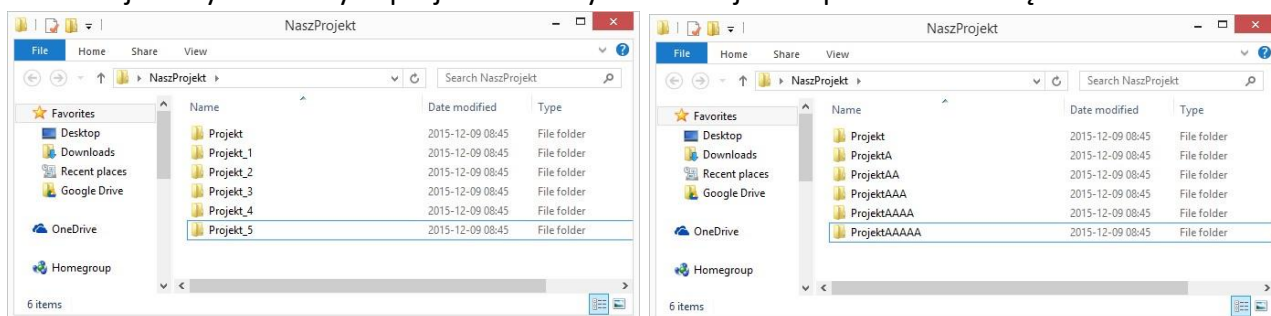 NaszProjekt
File Home Share View
NaszProjekt
Search NaszProjekt
Name Date modified Type
Favorites
Desktop
Downloads
Recent places
Google Drive
OneDrive
Homegroup
Projekt 2015-12-09 08:45 File folder
Projekt_1 2015-12-09 08:45 File folder
Projekt_2 2015-12-09 08:45 File folder
Projekt_3 2015-12-09 08:45 File folder
Projekt_4 2015-12-09 08:45 File folder
Projekt_5 2015-12-09 08:45 File folder
6 items
NaszProjekt
File Home Share View
NaszProjekt
Search NaszProjekt
Name Date modified Type
Favorites
Desktop
Downloads
Recent places
Google Drive
OneDrive
Homegroup
Projekt 2015-12-09 08:45 File folder
ProjektA 2015-12-09 08:45 File folder
ProjektAA 2015-12-09 08:45 File folder
ProjektAAA 2015-12-09 08:45 File folder
ProjektAAAA 2015-12-09 08:45 File folder
ProjektAAAAA 2015-12-09 08:45 File folder
6 items